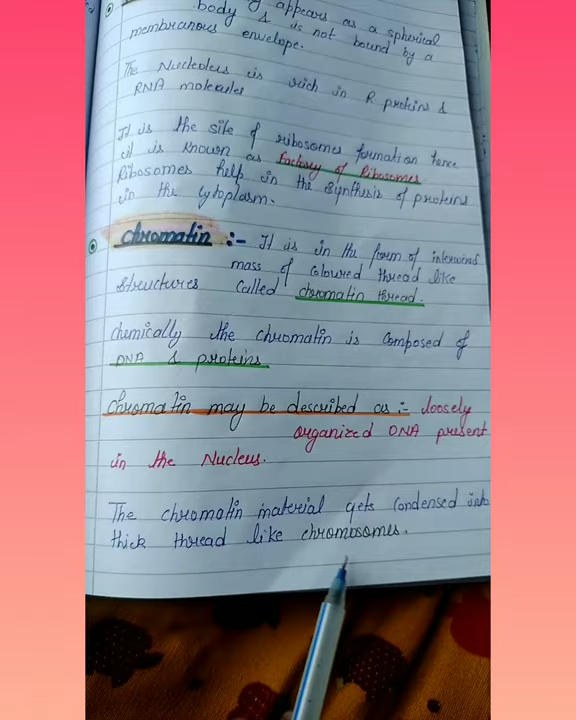 body & appears as a spherical
& is not bound by a
membranous envelope.
The Nucleolus is rich in R proteins &
RNA molecules
It is the site of ribosomes formation hence
it is known as Factory of Ribosomes
Ribosomes help in the synthesis of proteins
in the cytoplasm.
chromatin :- It is in the form of interwined
mass of coloured thread like
structures called chromatin thread.
chemically the chromatin is composed of
DNA & proteins.
chromatin may be described as :- loosely
organized DNA present
in the Nucleus.
The chromatin material gets condensed into
thick thread like chromosomes.